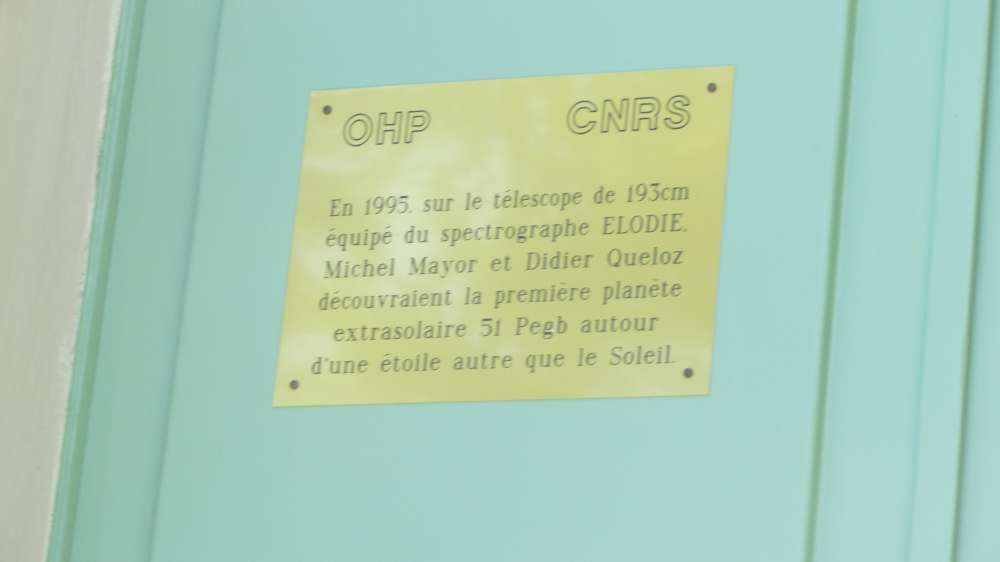 OHP CNRS
En 1995, sur le télescope de 193cm
équipé du spectrographe ELODIE,
Michel Mayor et Didier Queloz
découvraient la première planète
extrasolaire 51 Pegb autour
d'une étoile autre que le Soleil.